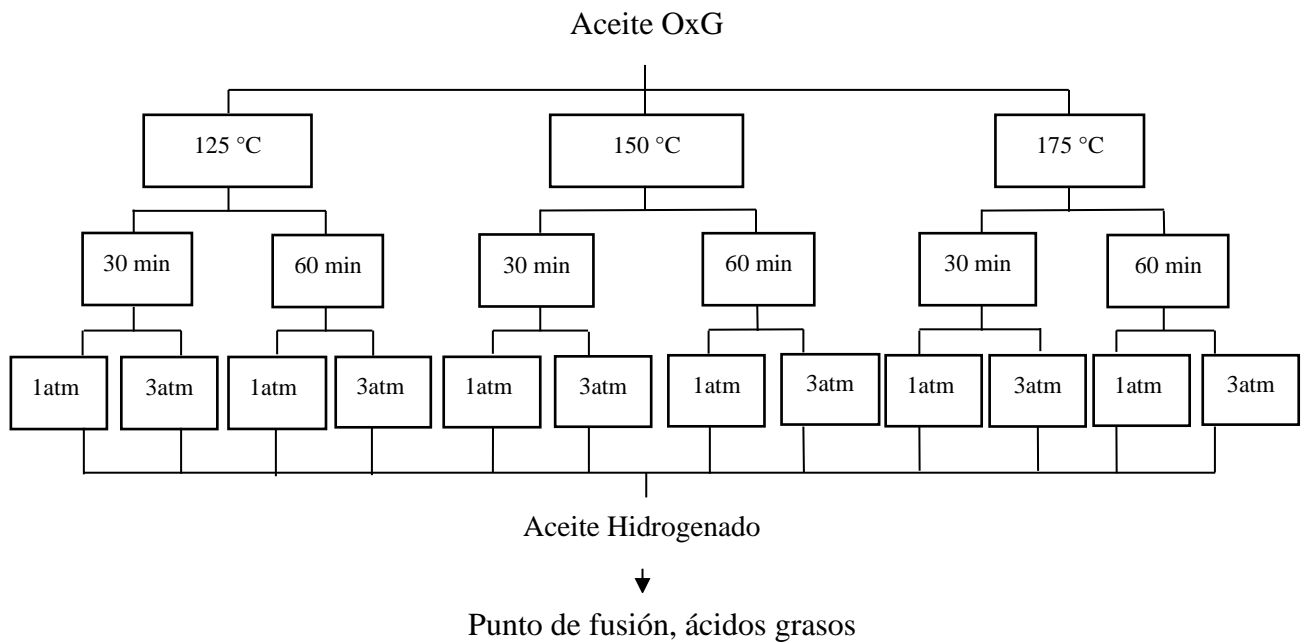 Aceite OxG
125 °C 150 °C 175 °C
30 min 60 min 30 min 60 min 30 min 60 min
1atm 3atm 1atm 3atm 1atm 3atm 1atm 3atm 1atm 3atm 1atm 3atm
Aceite Hidrogenado
Punto de fusión, ácidos grasos